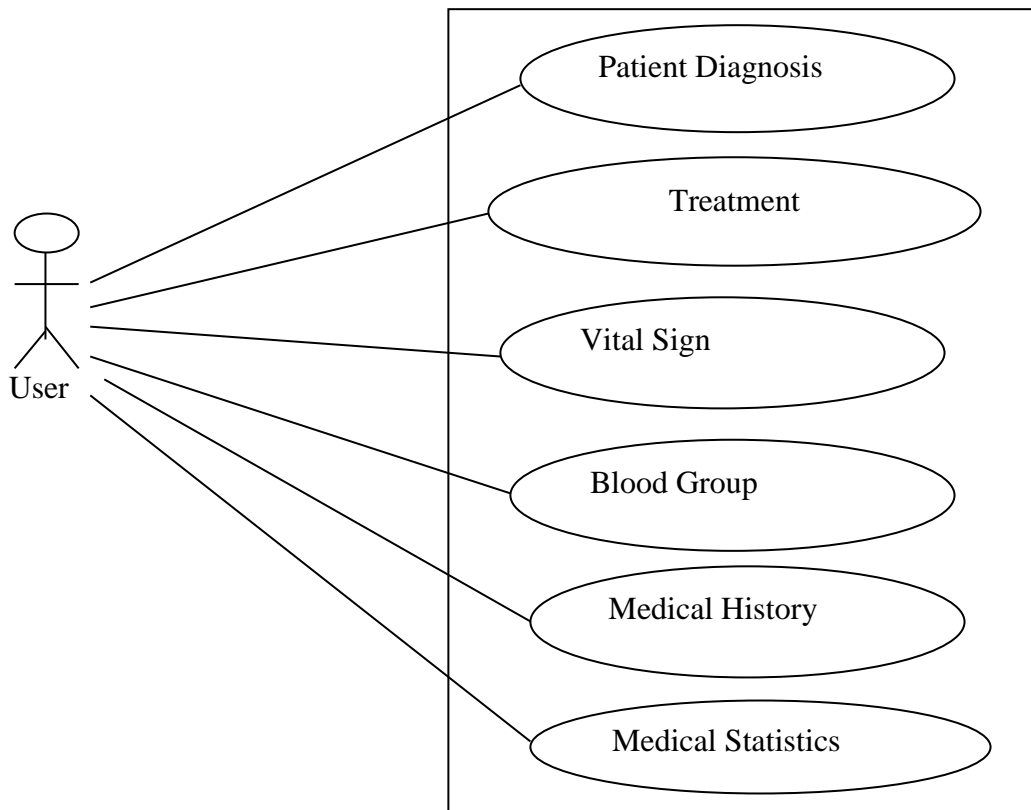 Patient Diagnosis
Treatment
Vital Sign
User
Blood Group
Medical History
Medical Statistics